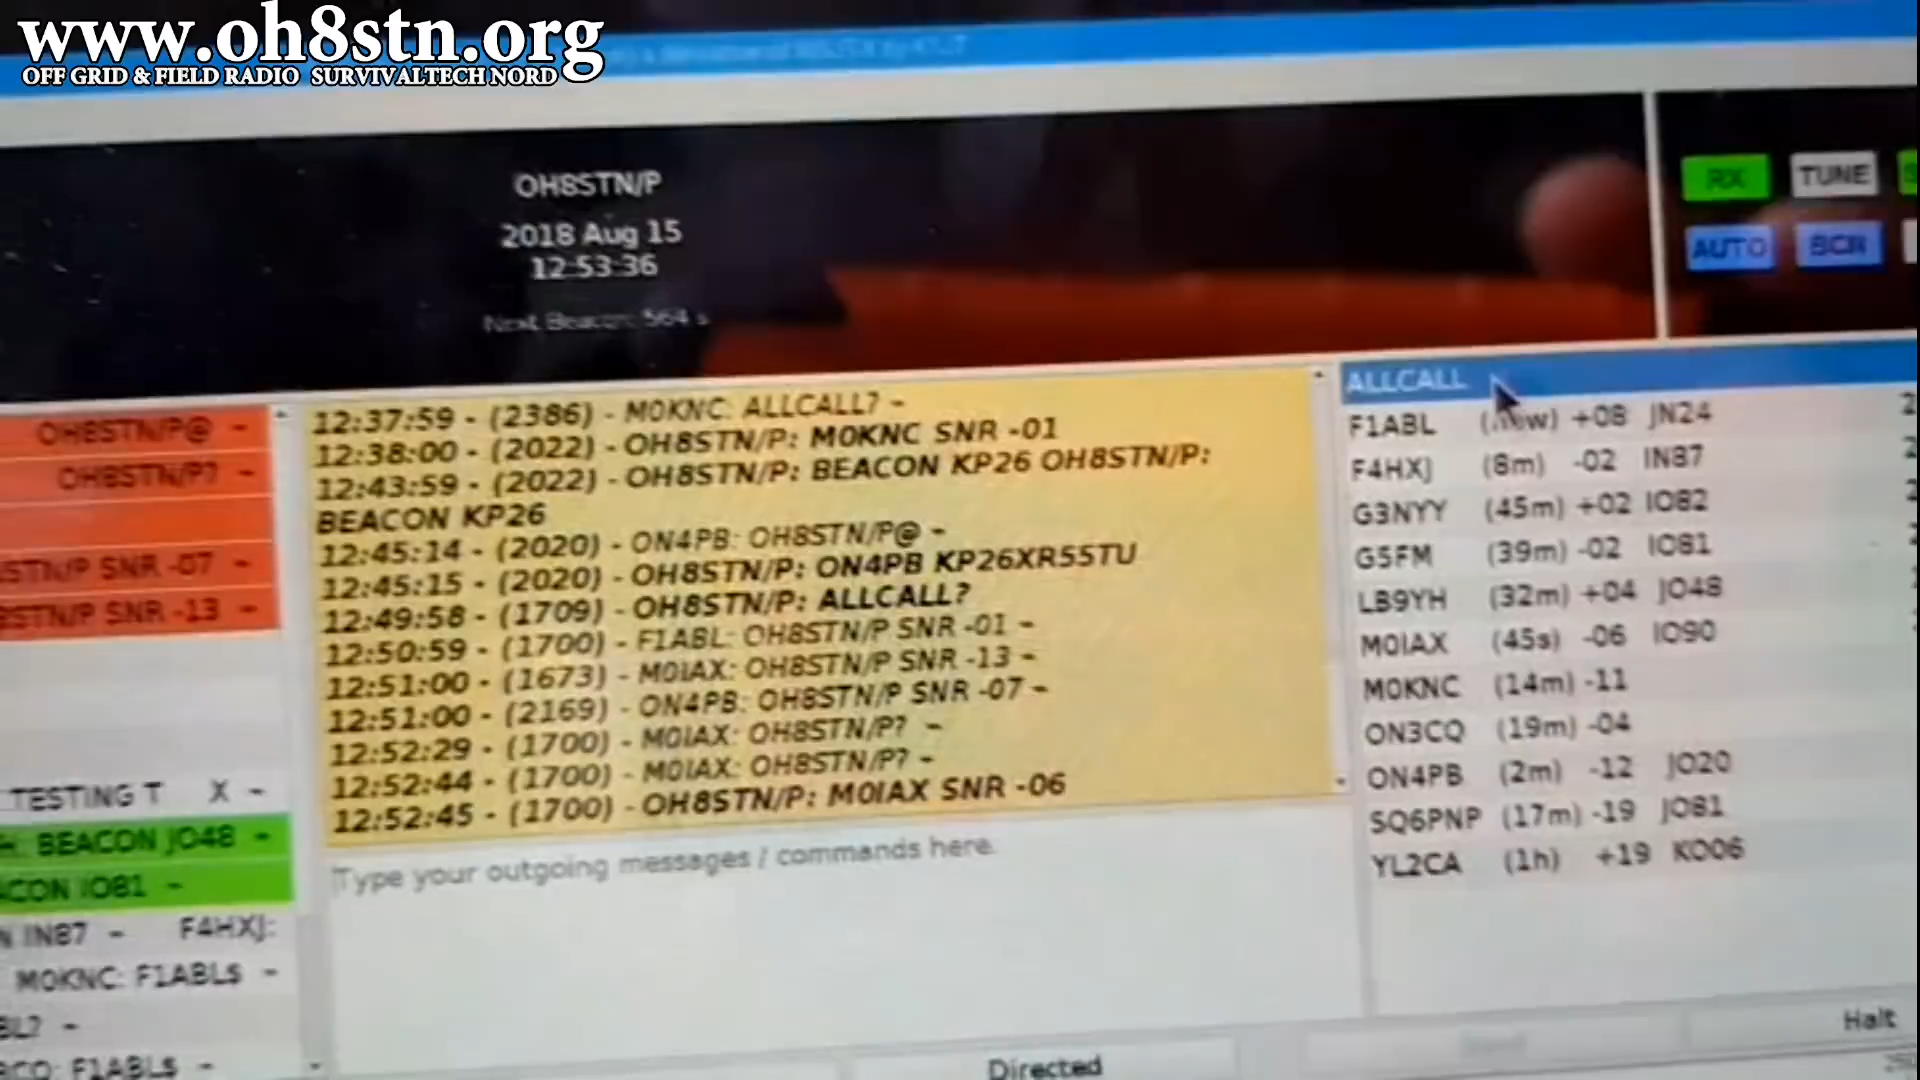 www.oh8stn.org
OFF GRID & FIELD RADIO SURVIVALTECH NORD
OH8STN/P
2018 Aug 15
12:53:36
Next Beacon: 564 s
RX
TUNE
AUTO
BCN
OH8STN/P@ -
OH8STN/P? -
STN/P SNR -07 -
8STN/P SNR -13 -
TESTING T X -
H: BEACON JO48 -
ACON IO81 -
N IN87 - F4HXJ:
M0KNC: F1ABL$ -
BL? -
CQ: F1ABL$ -
12:37:59 - (2386) - M0KNC: ALLCALL? -
12:38:00 - (2022) - OH8STN/P: M0KNC SNR -01
12:43:59 - (2022) - OH8STN/P: BEACON KP26 OH8STN/P:
BEACON KP26
12:45:14 - (2020) - ON4PB: OH8STN/P@ -
12:45:15 - (2020) - OH8STN/P: ON4PB KP26XR55TU
12:49:58 - (1709) - OH8STN/P: ALLCALL?
12:50:59 - (1700) - F1ABL: OH8STN/P SNR -01 -
12:51:00 - (1673) - M0IAX: OH8STN/P SNR -13 -
12:51:00 - (2169) - ON4PB: OH8STN/P SNR -07 -
12:52:29 - (1700) - M0IAX: OH8STN/P? -
12:52:44 - (1700) - M0IAX: OH8STN/P? -
12:52:45 - (1700) - OH8STN/P: M0IAX SNR -06
Type your outgoing messages / commands here.
ALLCALL
F1ABL +08 JN24
F4HXJ (8m) -02 IN87
G3NYY (45m) +02 IO82
G5FM (39m) -02 IO81
LB9YH (32m) +04 JO48
M0IAX (45s) -06 IO90
M0KNC (14m) -11
ON3CQ (19m) -04
ON4PB (2m) -12 JO20
SQ6PNP (17m) -19 JO81
YL2CA (1h) +19 KO06
Directed
Halt